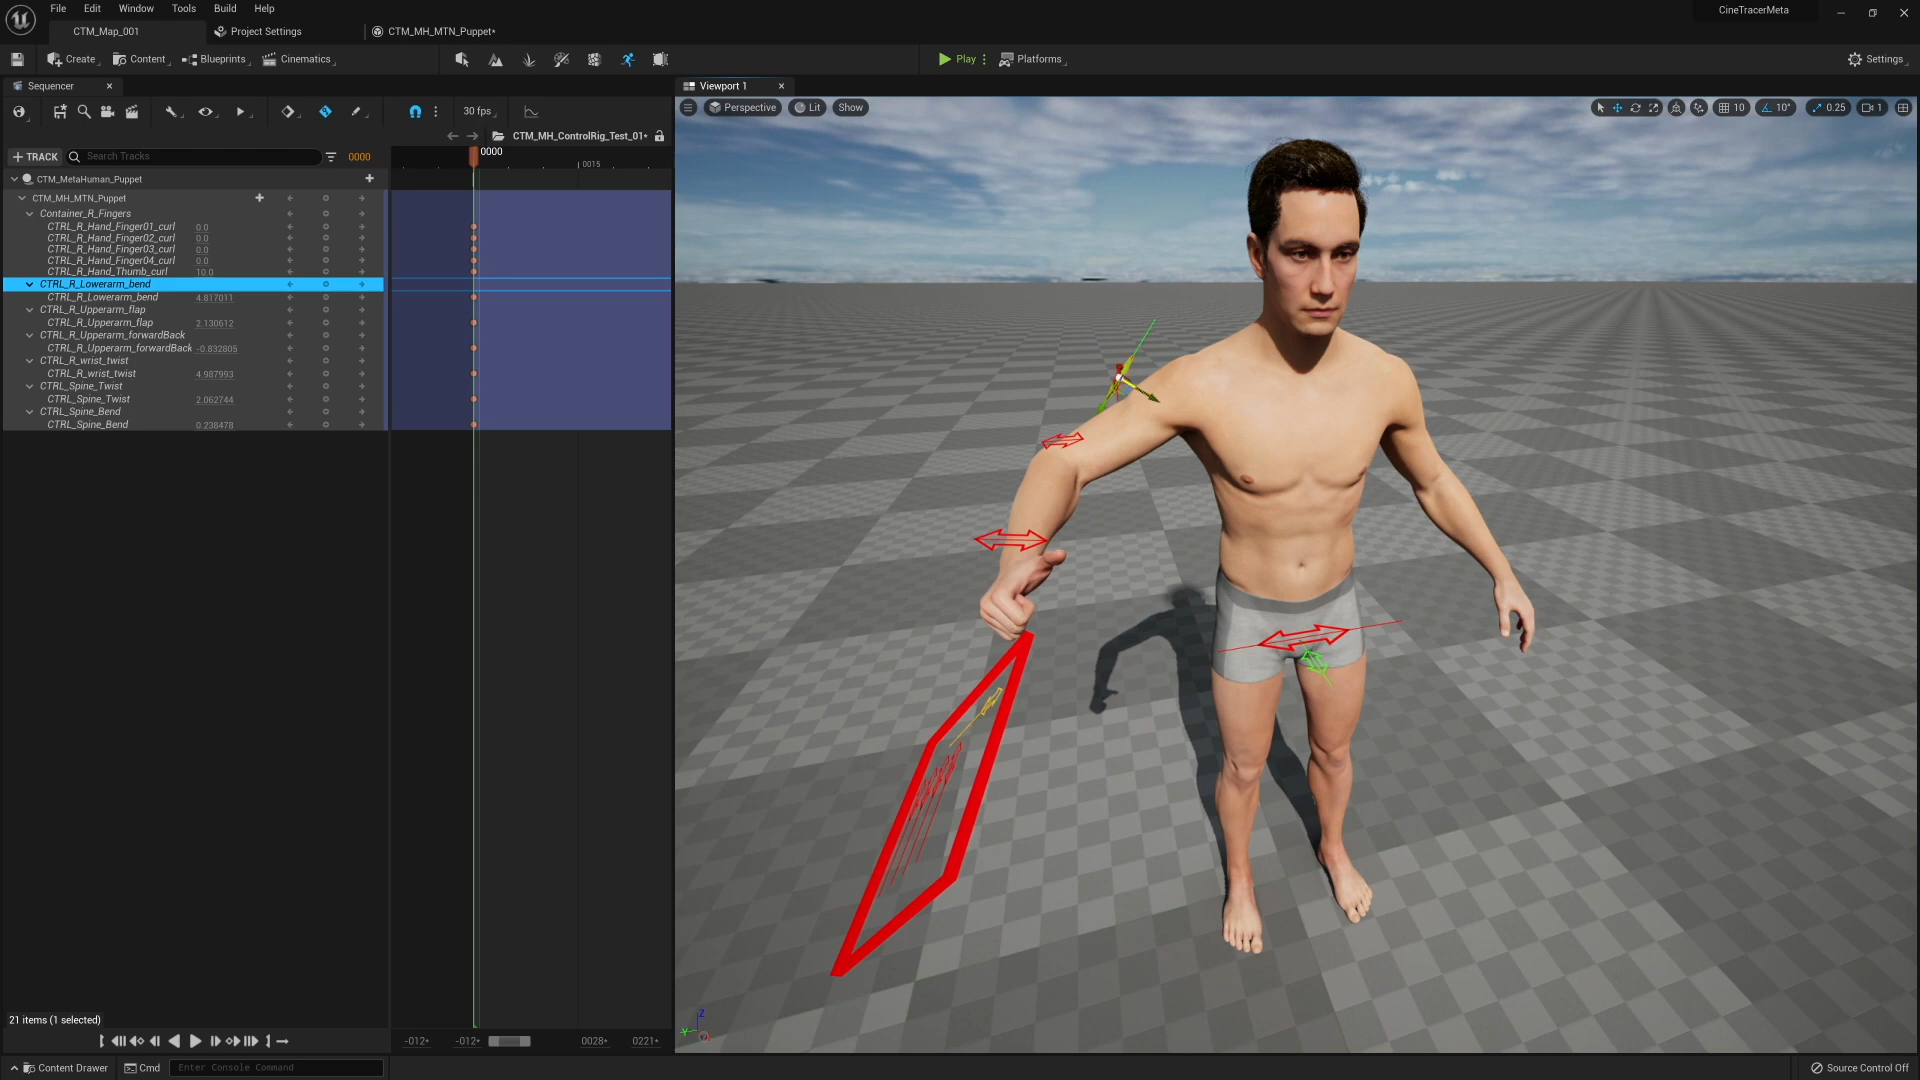 File Edit Window Tools Build Help
CineTracerMeta
CTM_Map_001 Project Settings CTM_MH_MTN_Puppet*
Create Content Blueprints Cinematics Play Platforms Settings
Sequencer
Viewport 1
30 fps
Perspective Lit Show 10 10° 0.25 1
CTM_MH_ControlRig_Test_01*
+ TRACK Search Tracks 0000
0000
0015
CTM_MetaHuman_Puppet
CTM_MH_MTN_Puppet
Container_R_Fingers
CTRL_R_Hand_Finger01_curl 0.0
CTRL_R_Hand_Finger02_curl 0.0
CTRL_R_Hand_Finger03_curl 0.0
CTRL_R_Hand_Finger04_curl 0.0
CTRL_R_Hand_Thumb_curl 10.0
CTRL_R_Lowerarm_bend
CTRL_R_Lowerarm_bend 4.817011
CTRL_R_Upperarm_flap
CTRL_R_Upperarm_flap 2.130612
CTRL_R_Upperarm_forwardBack
CTRL_R_Upperarm_forwardBack -0.832805
CTRL_R_wrist_twist
CTRL_R_wrist_twist 4.987993
CTRL_Spine_Twist
CTRL_Spine_Twist 2.062744
CTRL_Spine_Bend
CTRL_Spine_Bend 0.238478
Z
Y
21 items (1 selected)
-012* -012* 0028* 0221*
Content Drawer Cmd Enter Console Command Source Control Off